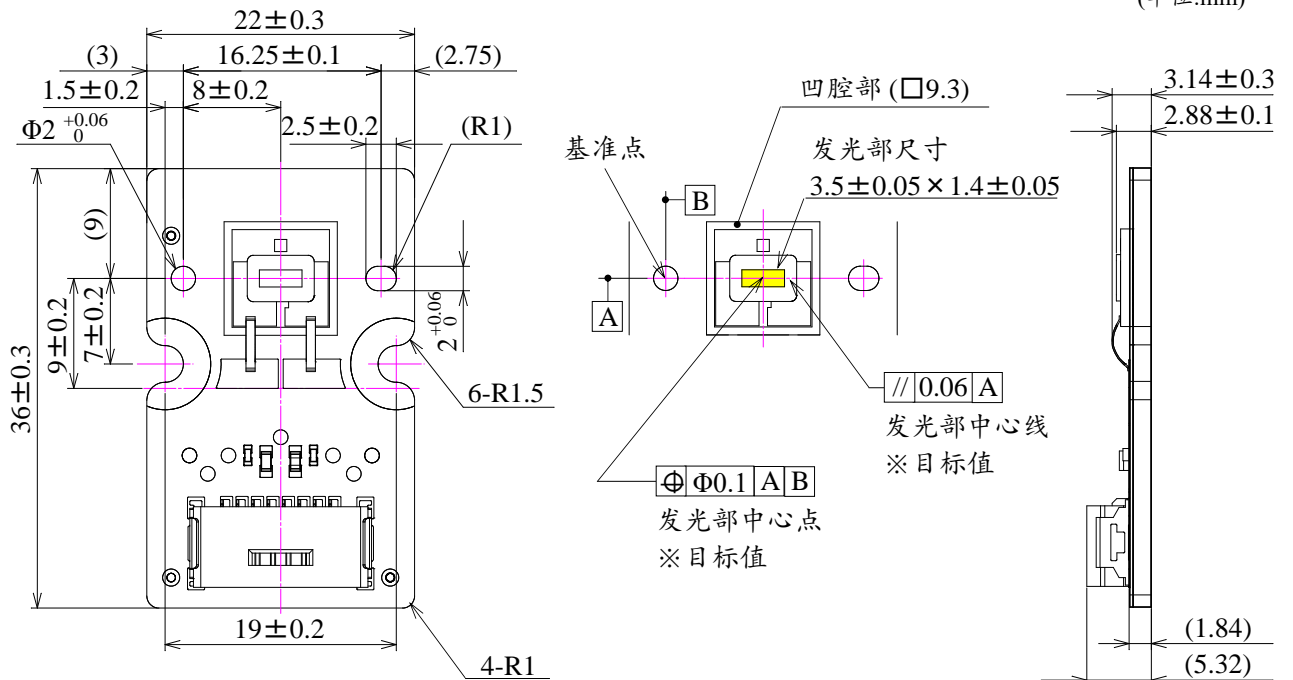 (单位:mm)
22±0.3
(3)
16.25±0.1
(2.75)
1.5±0.2
8±0.2
Φ2 +0.06 0
2.5±0.2
(R1)
(9)
9±0.2
7±0.2
36±0.3
2 +0.06 0
6-R1.5
19±0.2
4-R1
凹腔部 (□9.3)
基准点
发光部尺寸
3.5±0.05×1.4±0.05
B
A
// 0.06 A
发光部中心线
※目标值
⌖ Φ0.1 A B
发光部中心点
※目标值
3.14±0.3
2.88±0.1
(1.84)
(5.32)